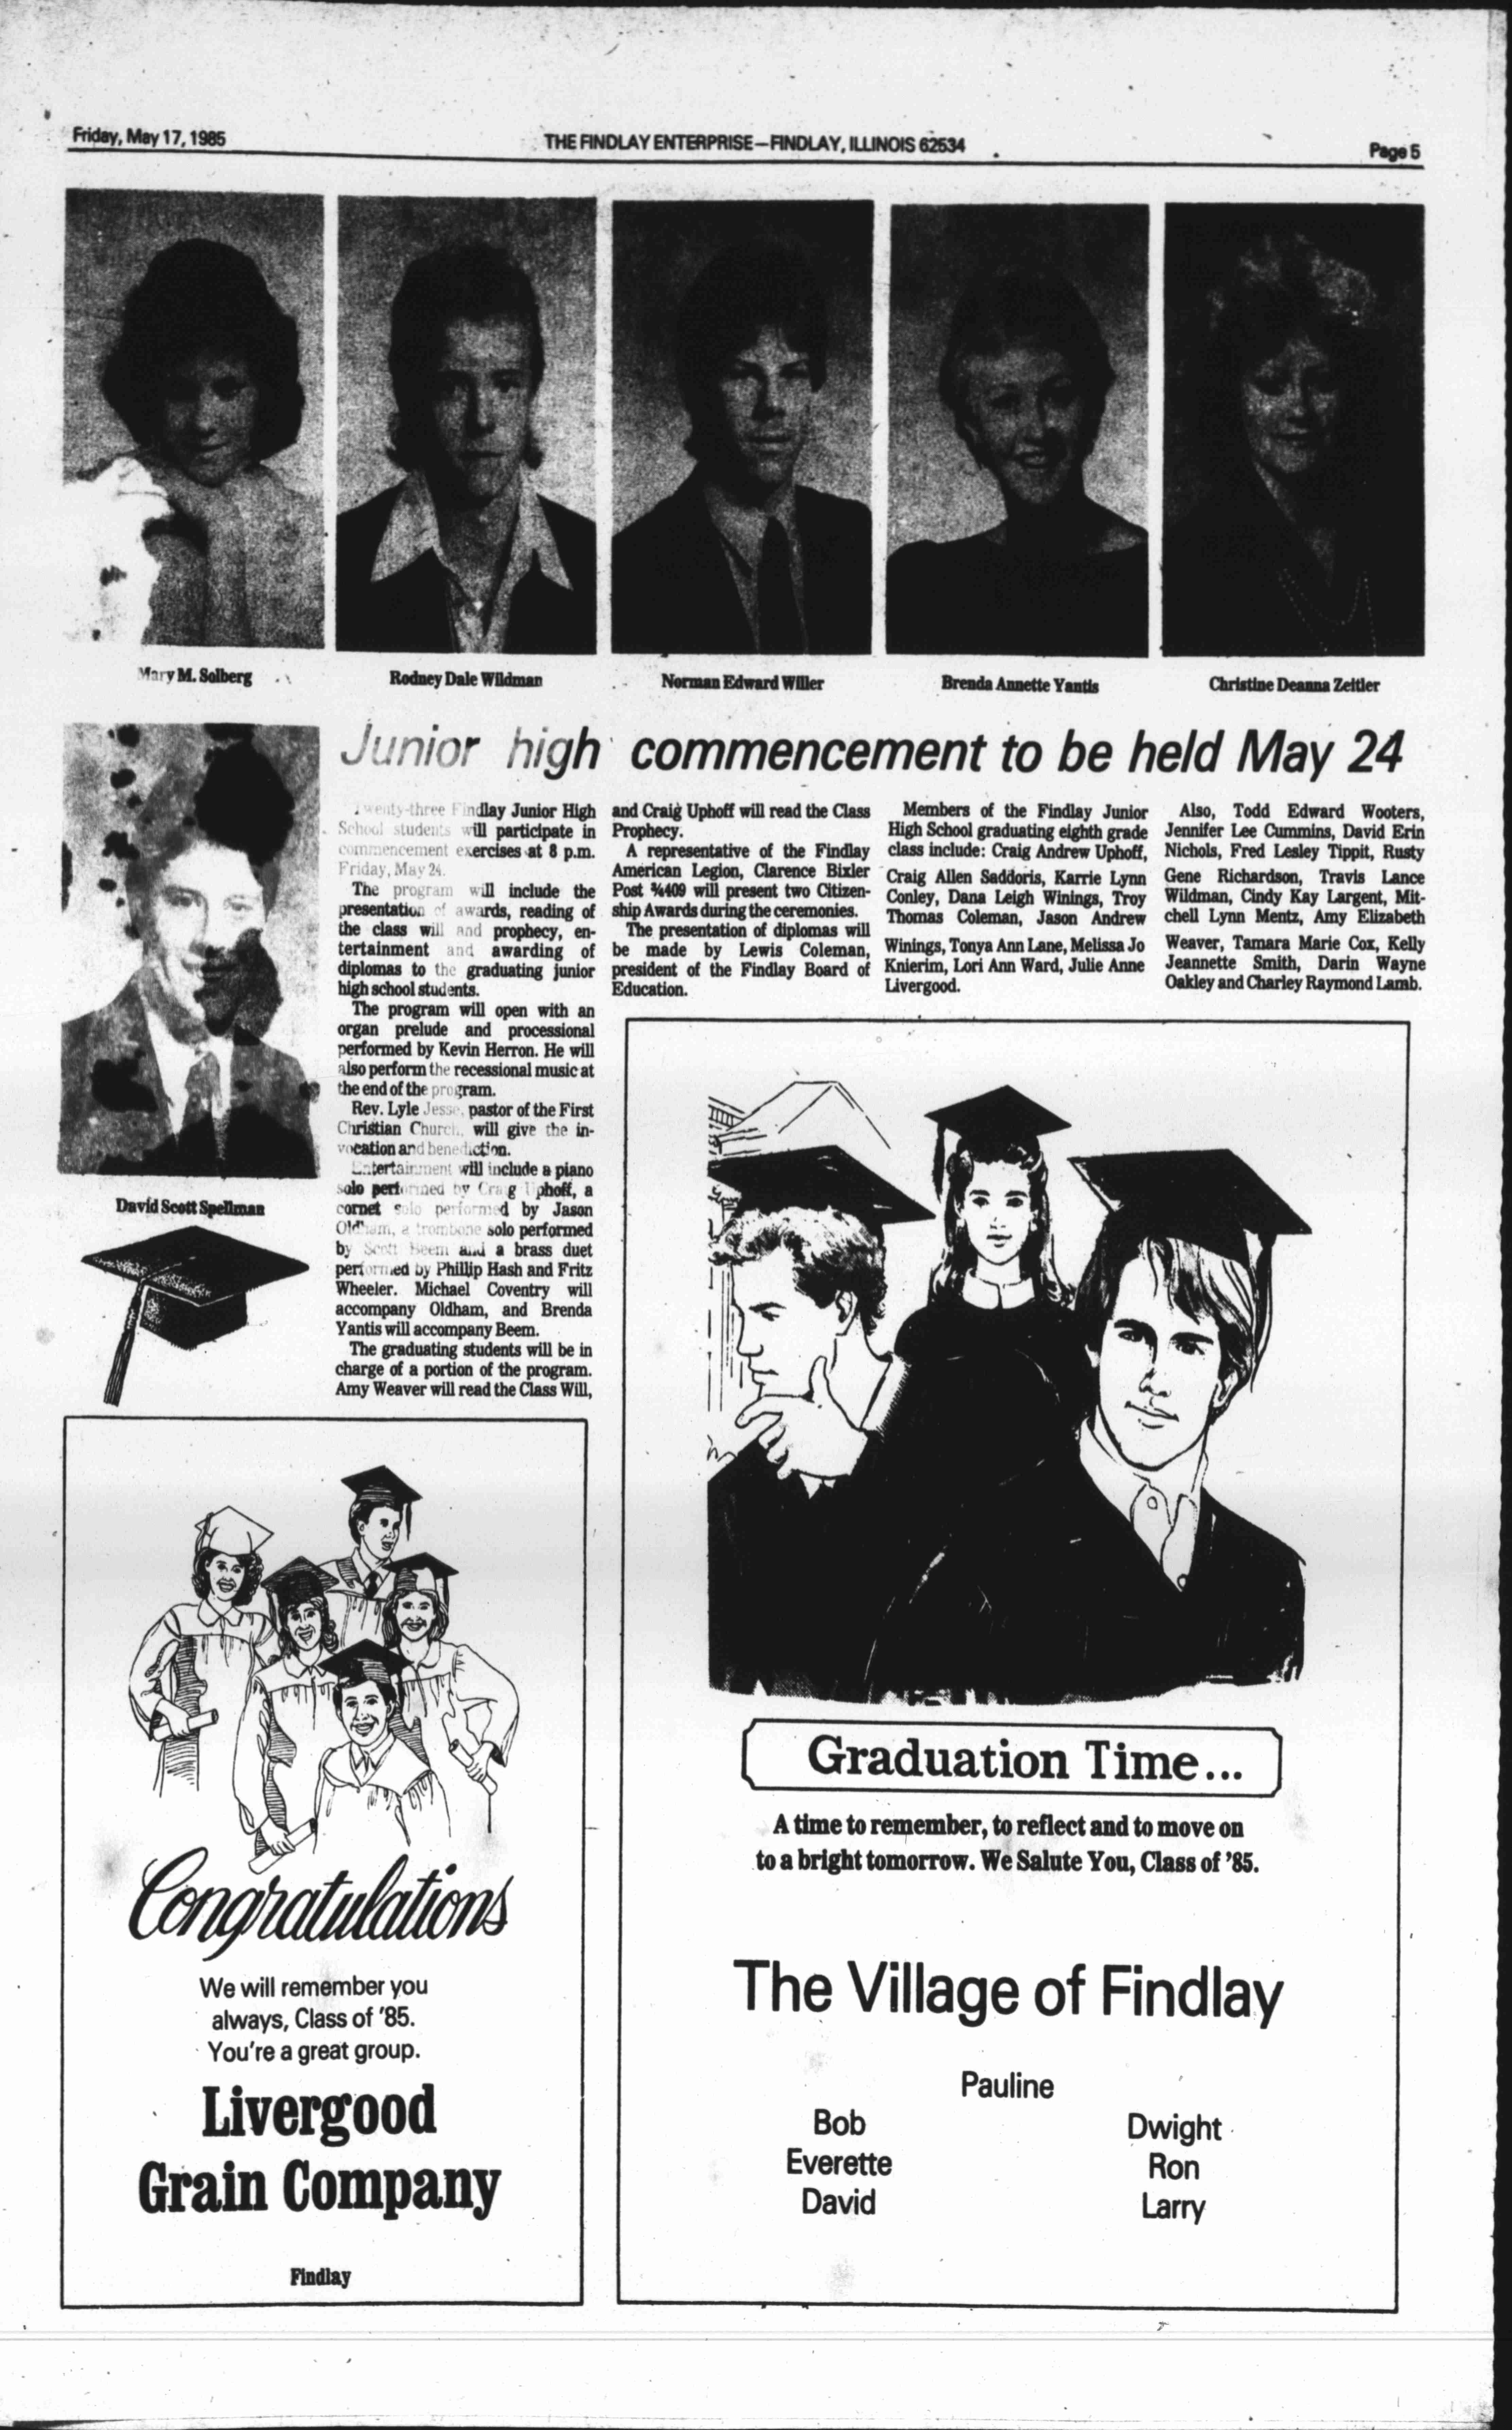 Friday, May 17, 1985
THE FINDLAY ENTERPRISE—FINDLAY, ILLINOIS 62534
Page 5
Mary M. Solberg
Rodney Dale Wildman
Norman Edward Willer
Brenda Annette Yantis
Christine Deanna Zeitler
David Scott Spellman
Junior high commencement to be held May 24
Twenty-three Findlay Junior High
School students will participate in
commencement exercises at 8 p.m.
Friday, May 24.
The program will include the
presentation of awards, reading of
the class will and prophecy, en-
tertainment and awarding of
diplomas to the graduating junior
high school students.
The program will open with an
organ prelude and processional
performed by Kevin Herron. He will
also perform the recessional music at
the end of the program.
Rev. Lyle Jesse, pastor of the First
Christian Church, will give the in-
vocation and benediction.
Entertainment will include a piano
solo performed by Craig Uphoff, a
cornet solo performed by Jason
Oldham, a trombone solo performed
by Scott Beem and a brass duet
performed by Phillip Hash and Fritz
Wheeler. Michael Coventry will
accompany Oldham, and Brenda
Yantis will accompany Beem.
The graduating students will be in
charge of a portion of the program.
Amy Weaver will read the Class Will,
and Craig Uphoff will read the Class
Prophecy.
A representative of the Findlay
American Legion, Clarence Bixler
Post ¾409 will present two Citizen-
ship Awards during the ceremonies.
The presentation of diplomas will
be made by Lewis Coleman,
president of the Findlay Board of
Education.
Members of the Findlay Junior
High School graduating eighth grade
class include: Craig Andrew Uphoff,
Craig Allen Saddoris, Karrie Lynn
Conley, Dana Leigh Winings, Troy
Thomas Coleman, Jason Andrew
Winings, Tonya Ann Lane, Melissa Jo
Knierim, Lori Ann Ward, Julie Anne
Livergood.
Also, Todd Edward Wooters,
Jennifer Lee Cummins, David Erin
Nichols, Fred Lesley Tippit, Rusty
Gene Richardson, Travis Lance
Wildman, Cindy Kay Largent, Mit-
chell Lynn Mentz, Amy Elizabeth
Weaver, Tamara Marie Cox, Kelly
Jeannette Smith, Darin Wayne
Oakley and Charley Raymond Lamb.
Congratulations
We will remember you
always, Class of '85.
You're a great group.
Livergood
Grain Company
Findlay
Graduation Time...
A time to remember, to reflect and to move on
to a bright tomorrow. We Salute You, Class of '85.
The Village of Findlay
Pauline
Bob
Everette
David
Dwight
Ron
Larry